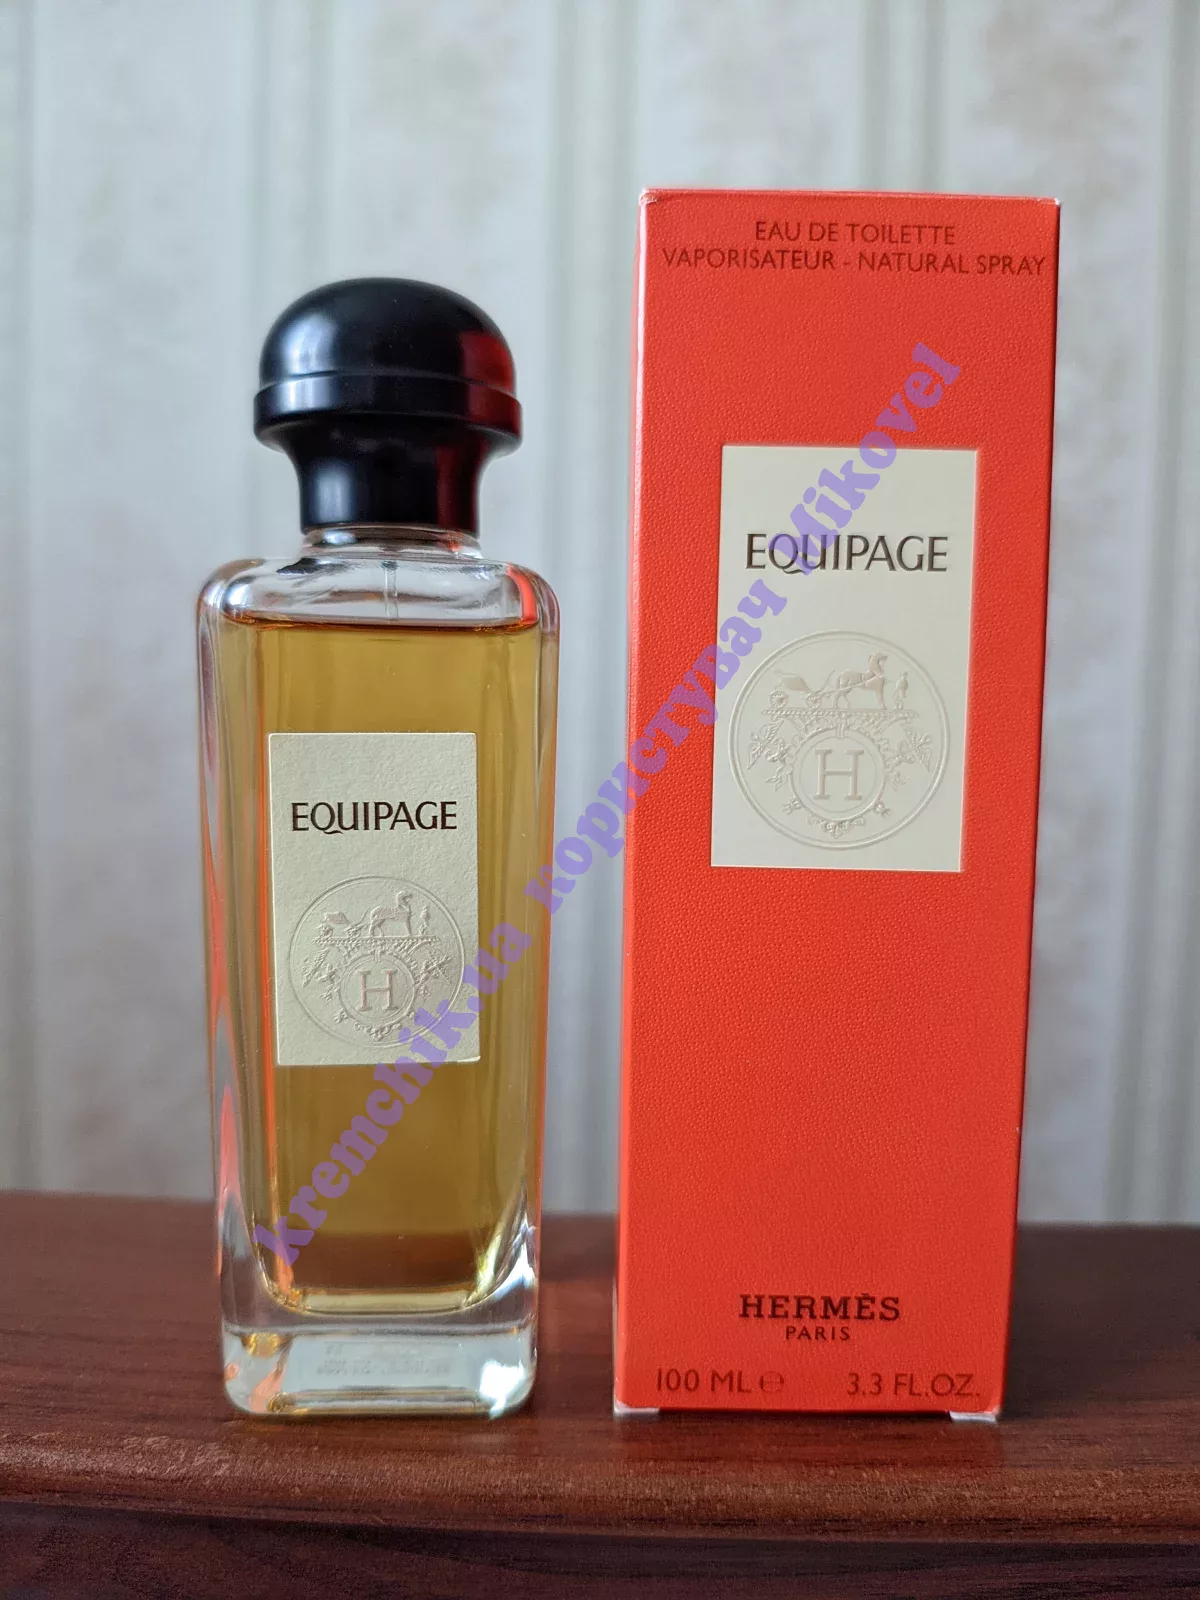 EAU DE TOILETTE
VAPORISATEUR - NATURAL SPRAY
EQUIPAGE
H
HERMÈS
PARIS
100 ML e 3.3 FL.OZ.
EQUIPAGE
H
kremchik.ua користувач Mikovel